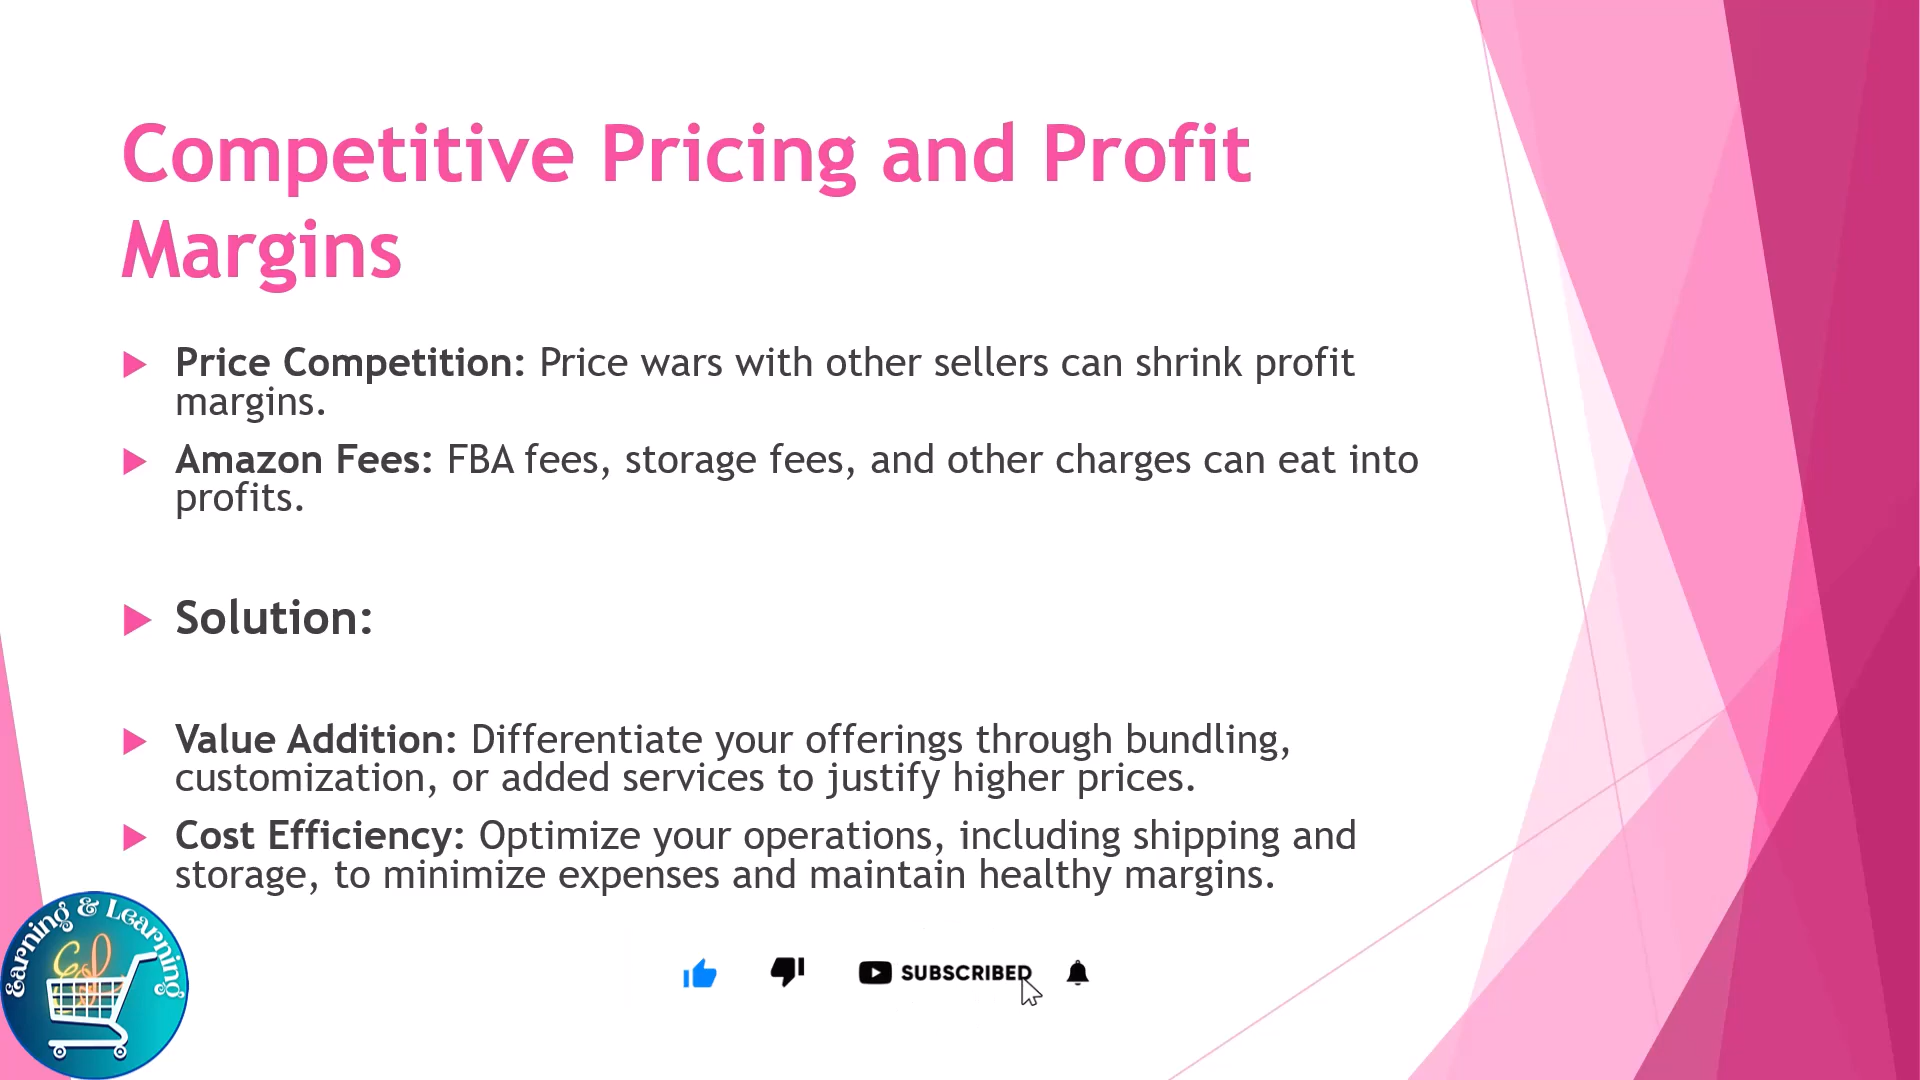 Competitive Pricing and Profit
Margins
Price Competition: Price wars with other sellers can shrink profit
margins.
Amazon Fees: FBA fees, storage fees, and other charges can eat into
profits.
Solution:
Value Addition: Differentiate your offerings through bundling,
customization, or added services to justify higher prices.
Cost Efficiency: Optimize your operations, including shipping and
storage, to minimize expenses and maintain healthy margins.
Earning & Learning
SUBSCRIBED